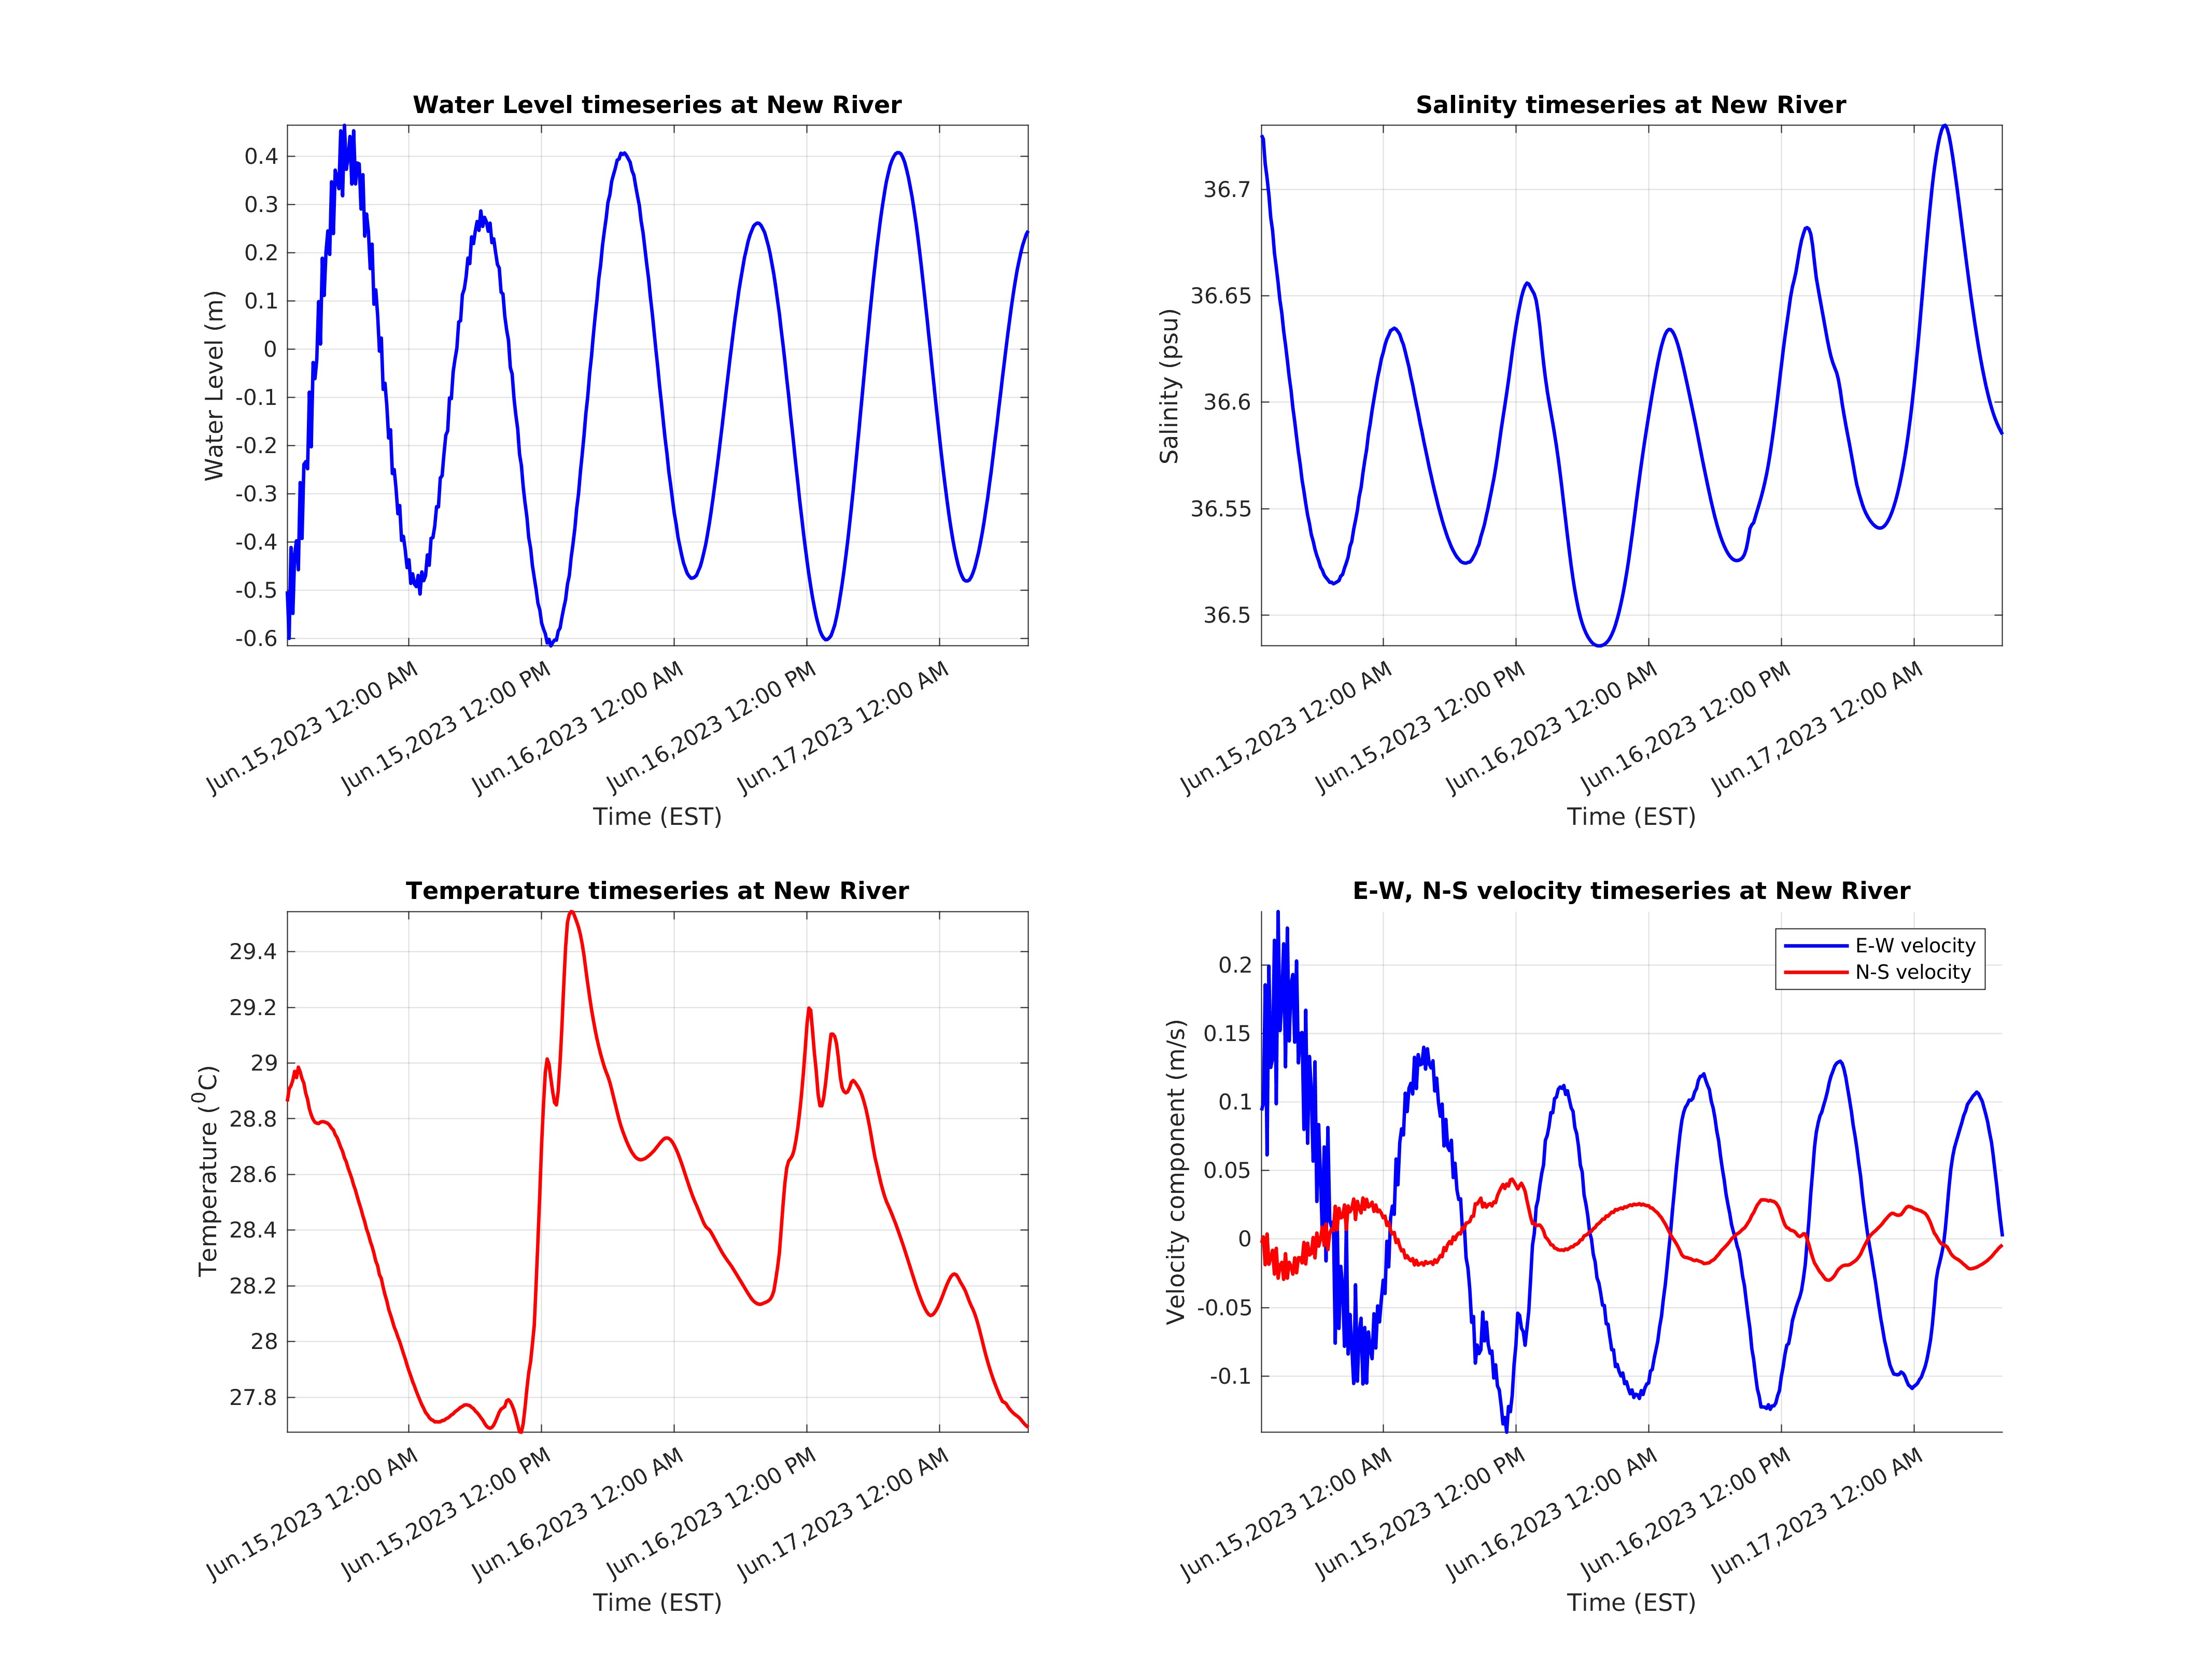 Water Level timeseries at New River
Water Level (m)
0.4
0.3
0.2
0.1
0
-0.1
-0.2
-0.3
-0.4
-0.5
-0.6
Jun.15,2023 12:00 AM
Jun.15,2023 12:00 PM
Jun.16,2023 12:00 AM
Jun.16,2023 12:00 PM
Jun.17,2023 12:00 AM
Time (EST)
Salinity timeseries at New River
Salinity (psu)
36.7
36.65
36.6
36.55
36.5
Jun.15,2023 12:00 AM
Jun.15,2023 12:00 PM
Jun.16,2023 12:00 AM
Jun.16,2023 12:00 PM
Jun.17,2023 12:00 AM
Time (EST)
Temperature timeseries at New River
Temperature (⁰C)
29.4
29.2
29
28.8
28.6
28.4
28.2
28
27.8
Jun.15,2023 12:00 AM
Jun.15,2023 12:00 PM
Jun.16,2023 12:00 AM
Jun.16,2023 12:00 PM
Jun.17,2023 12:00 AM
Time (EST)
E-W, N-S velocity timeseries at New River
Velocity component (m/s)
0.2
0.15
0.1
0.05
0
-0.05
-0.1
E-W velocity
N-S velocity
Jun.15,2023 12:00 AM
Jun.15,2023 12:00 PM
Jun.16,2023 12:00 AM
Jun.16,2023 12:00 PM
Jun.17,2023 12:00 AM
Time (EST)